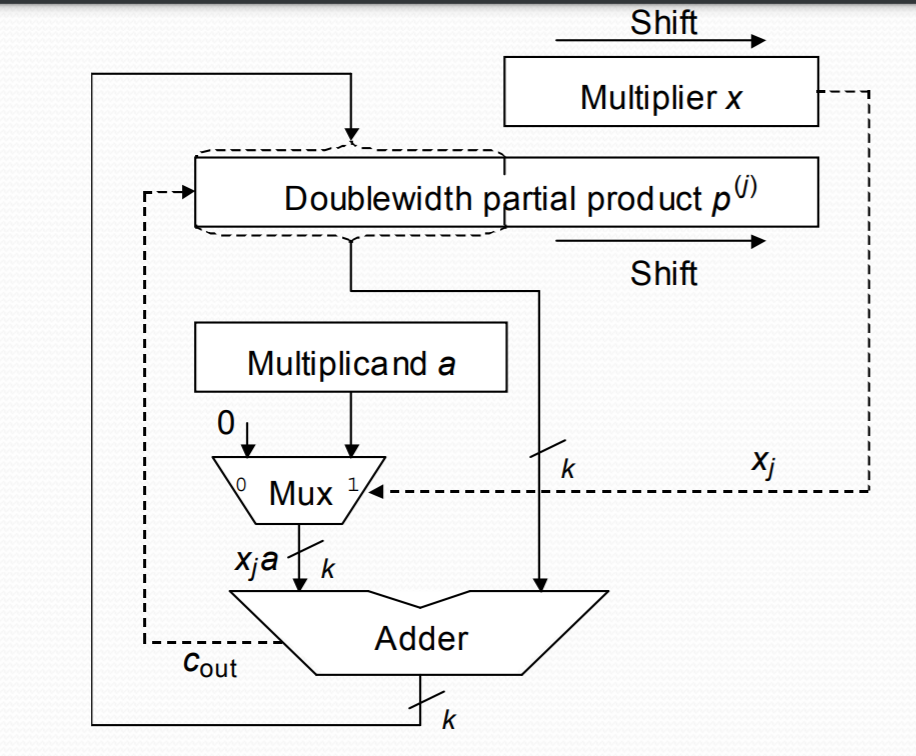 Shift
Multiplier x
Doublewidth partial product p(j)
Shift
Multiplicand a
0
k
xj
0 Mux 1
xja
k
Adder
cout
k